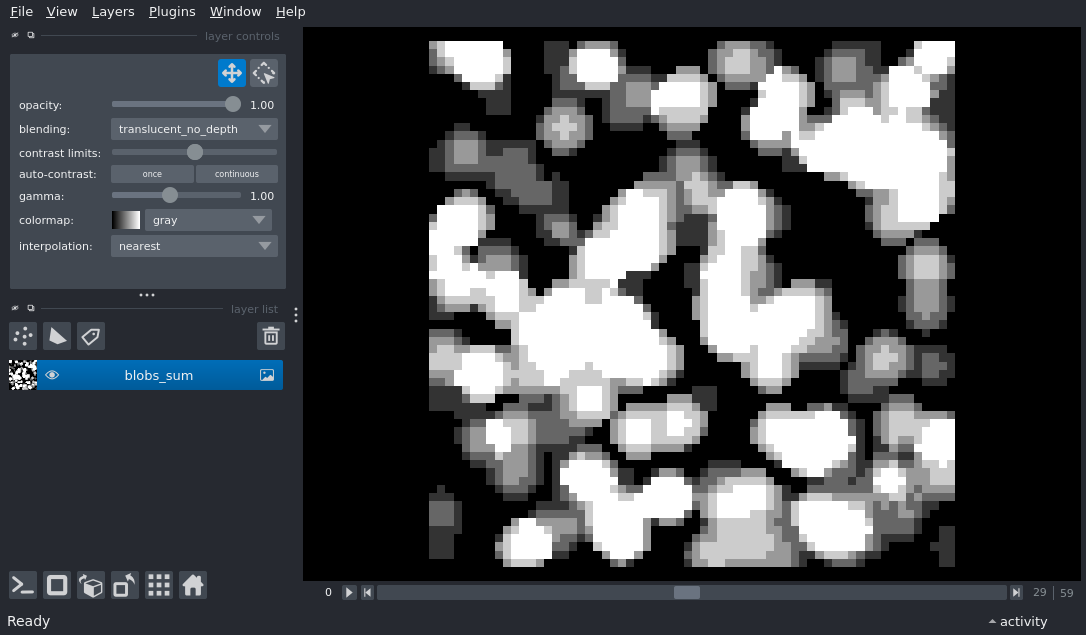 File View Layers Plugins Window Help
layer controls
opacity: 1.00
blending: translucent_no_depth
contrast limits:
auto-contrast: once continuous
gamma: 1.00
colormap: gray
interpolation: nearest
layer list
blobs_sum
0 29 59
Ready activity